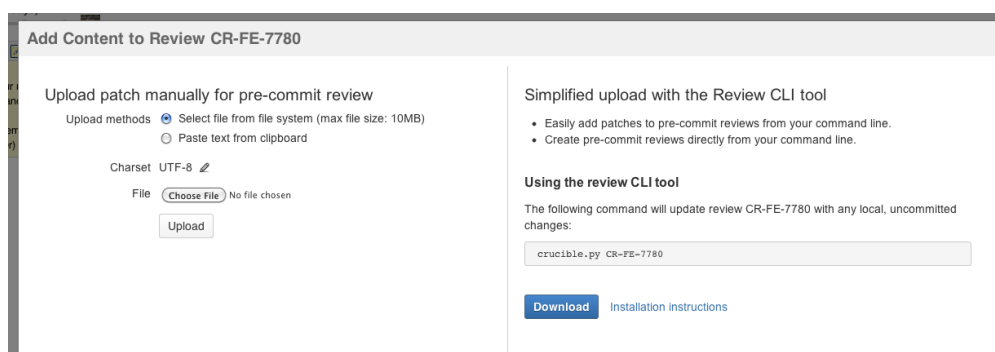 Add Content to Review CR-FE-7780
Upload patch manually for pre-commit review
Upload methods Select file from file system (max file size: 10MB)
Paste text from clipboard
Charset UTF-8
File Choose File No file chosen
Upload
Simplified upload with the Review CLI tool
• Easily add patches to pre-commit reviews from your command line.
• Create pre-commit reviews directly from your command line.
Using the review CLI tool
The following command will update review CR-FE-7780 with any local, uncommitted
changes:
crucible.py CR-FE-7780
Download Installation instructions